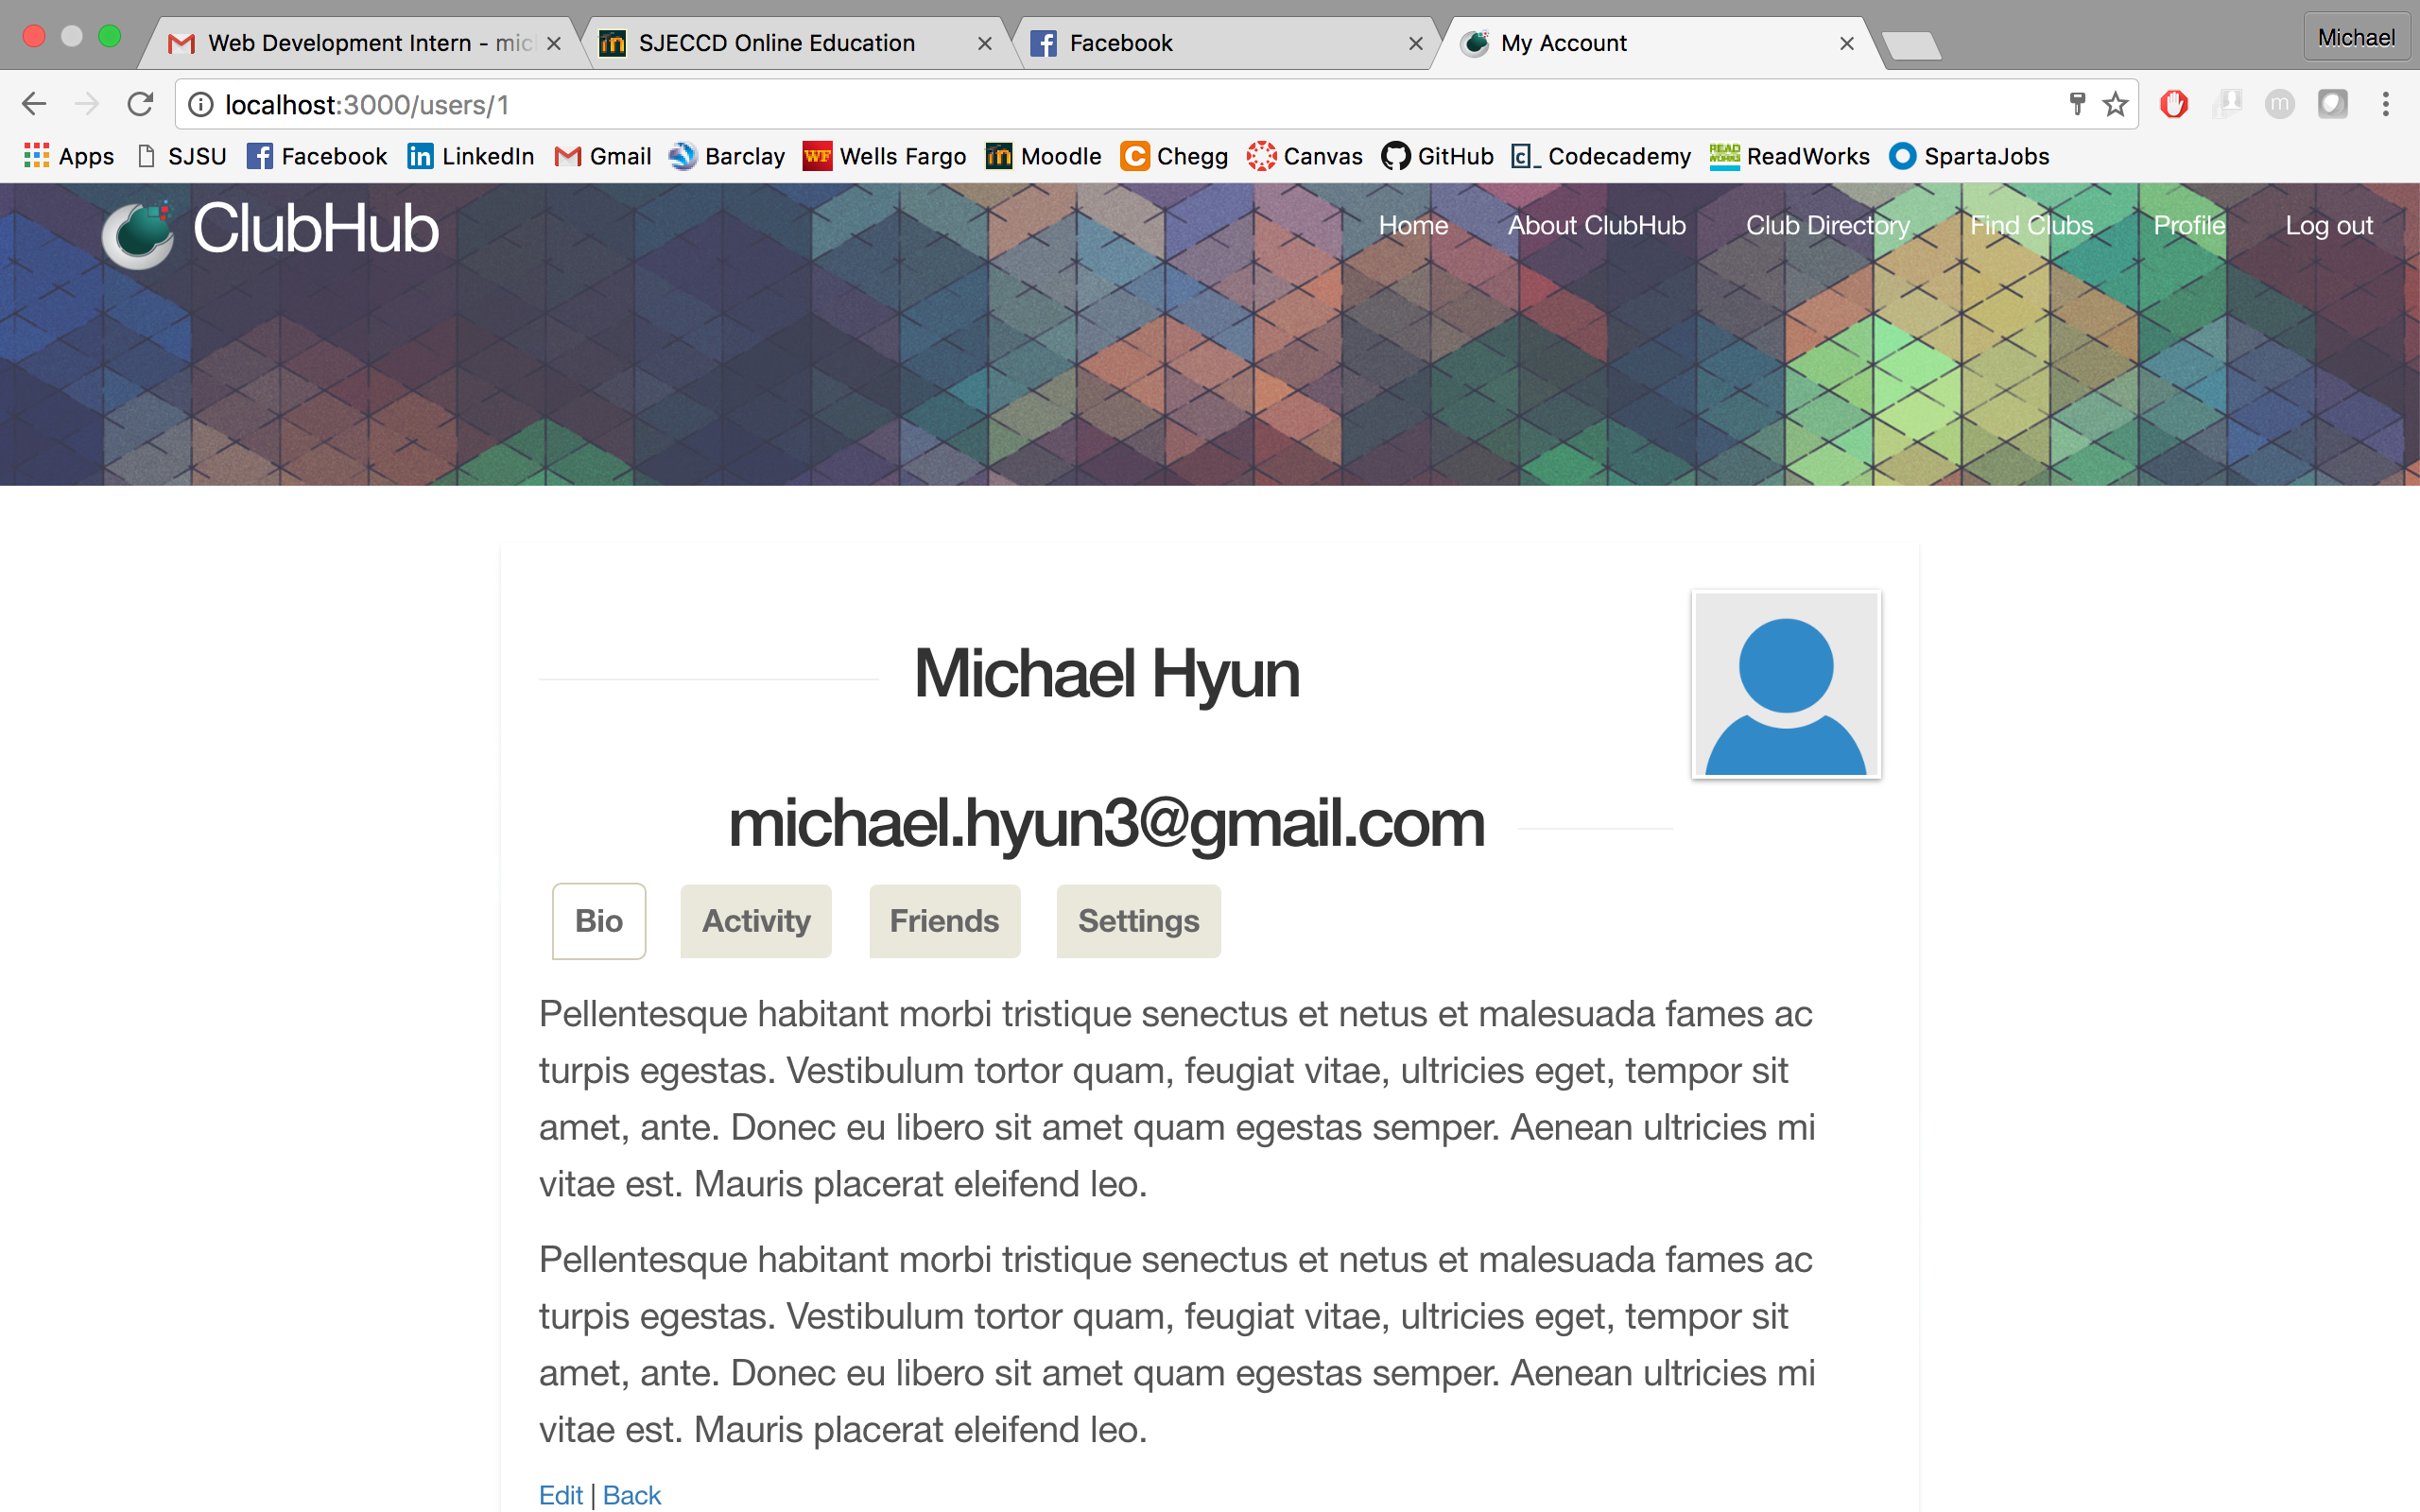 Web Development Intern - mic
SJECCD Online Education
Facebook
My Account
Michael
localhost:3000/users/1
Apps SJSU Facebook LinkedIn Gmail Barclay Wells Fargo Moodle Chegg Canvas GitHub Codecademy ReadWorks SpartaJobs
ClubHub
Home About ClubHub Club Directory Find Clubs Profile Log out
Michael Hyun
michael.hyun3@gmail.com
Bio Activity Friends Settings
Pellentesque habitant morbi tristique senectus et netus et malesuada fames ac
turpis egestas. Vestibulum tortor quam, feugiat vitae, ultricies eget, tempor sit
amet, ante. Donec eu libero sit amet quam egestas semper. Aenean ultricies mi
vitae est. Mauris placerat eleifend leo.
Pellentesque habitant morbi tristique senectus et netus et malesuada fames ac
turpis egestas. Vestibulum tortor quam, feugiat vitae, ultricies eget, tempor sit
amet, ante. Donec eu libero sit amet quam egestas semper. Aenean ultricies mi
vitae est. Mauris placerat eleifend leo.
Edit | Back